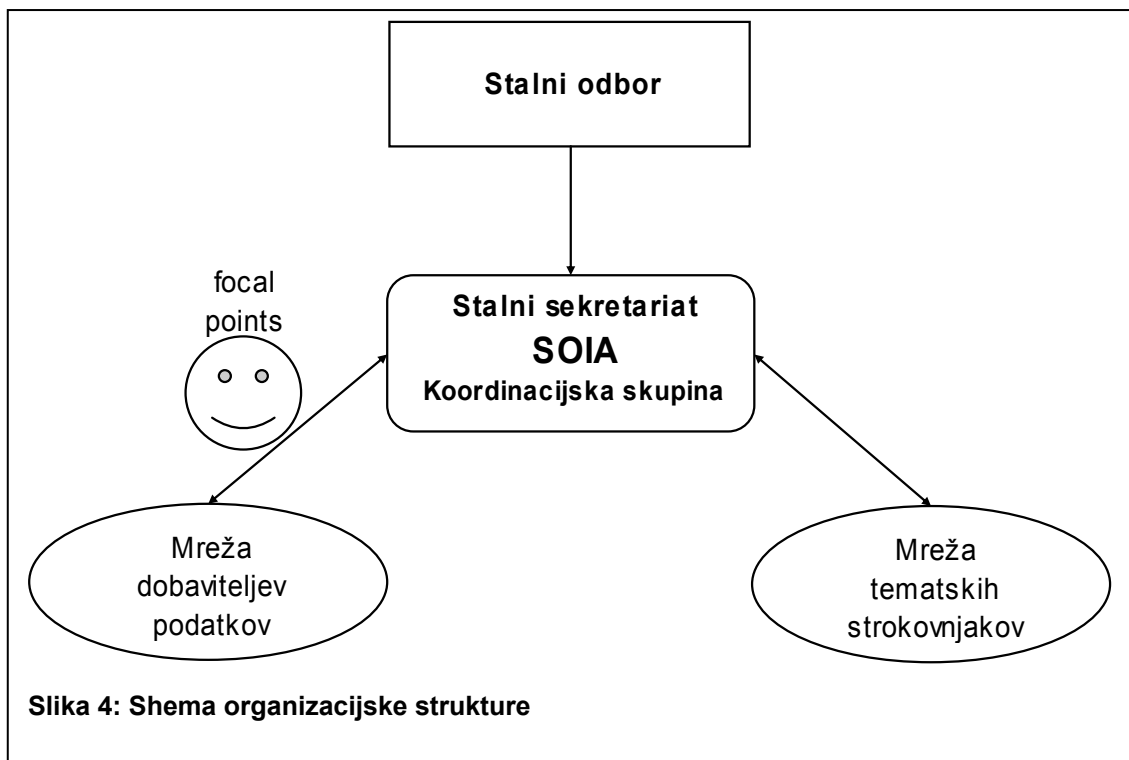 Stalni odbor
focal
points
Stalni sekretariat
SOIA
Koordinacijska skupina
Mreža
dobaviteljev
podatkov
Mreža
tematskih
strokovnjakov
Slika 4: Shema organizacijske strukture